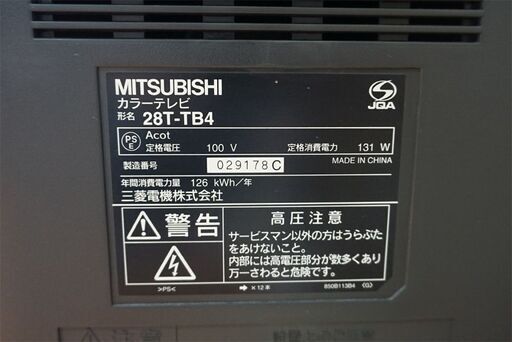 MITSUBISHI
カラーテレビ
形名 28T-TB4
JQA
PS E Acot
定格電圧 100 V 定格消費電力 131 W
製造番号 029178C MADE IN CHINA
年間消費電力量 126 kWh/年
三菱電機株式会社
警告
高圧注意
サービスマン以外の方はうらぶた
をあけないこと。
内部には高電圧部分が数多くあり
万一さわると危険です。
>PS< ×12本 850B113B4 〈G〉